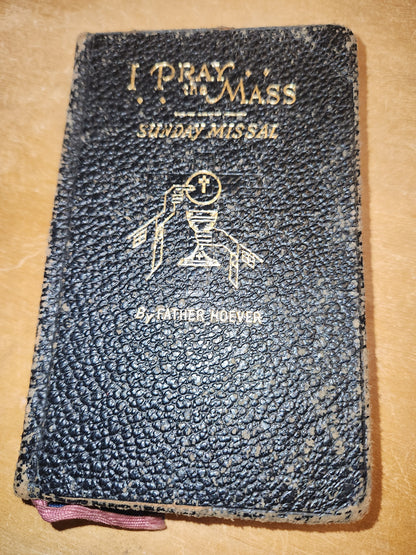 I PRAY . .
. . the MASS
SUNDAY MISSAL
By FATHER HOEVER